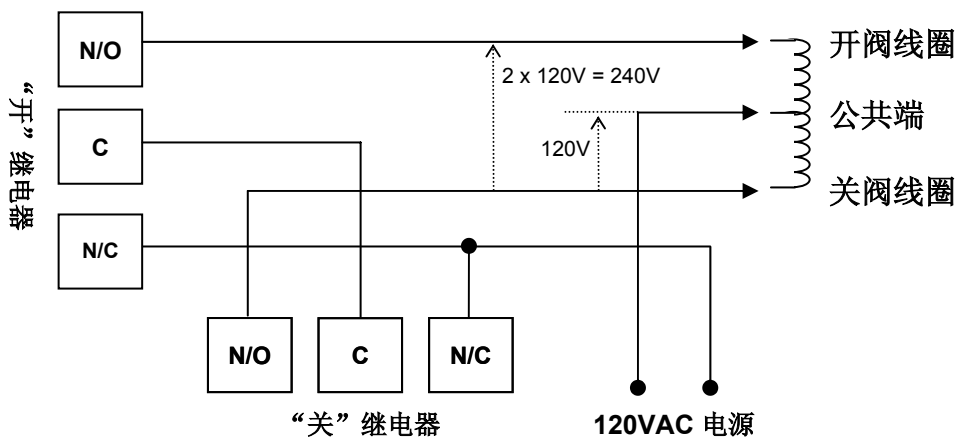 N/O
开阀线圈
2 x 120V = 240V
C
公共端
120V
“开”继电器
关阀线圈
N/C
N/O
C
N/C
“关”继电器
120VAC 电源